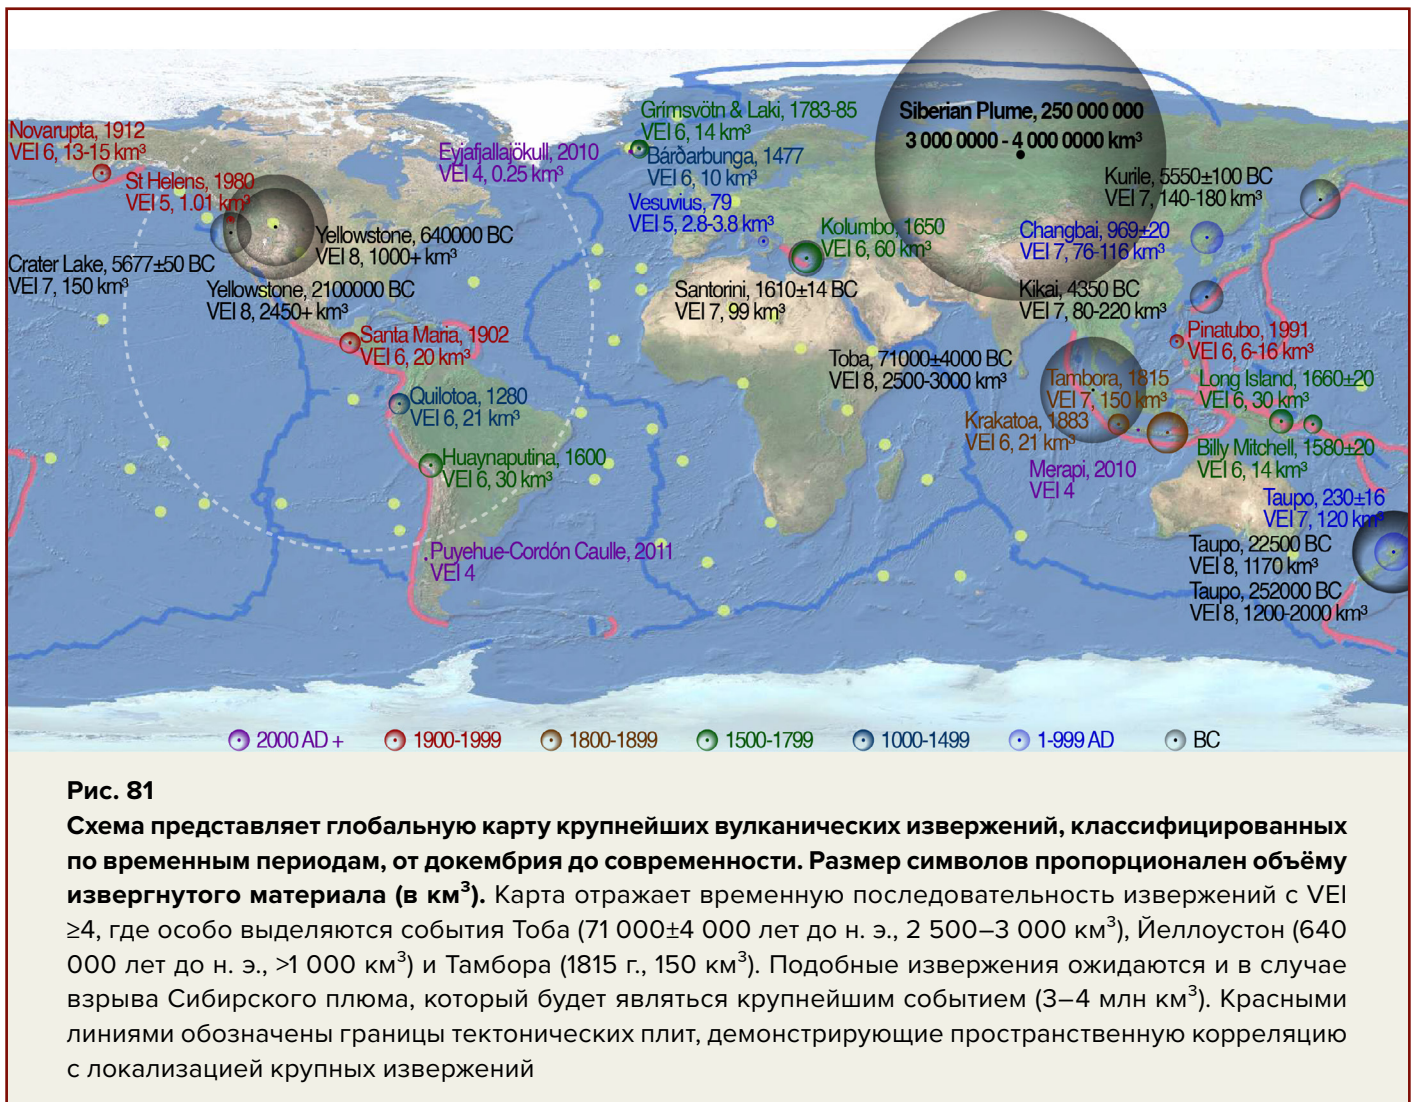 Siberian Plume, 250 000 000
3 000 0000 - 4 000 0000 km³
Novarupta, 1912
VEI 6, 13-15 km³
St Helens, 1980
VEI 5, 1.01 km³
Eyjafjallajökull, 2010
VEI 4, 0.25 km³
Grímsvötn & Laki, 1783-85
VEI 6, 14 km³
Bárðarbunga, 1477
VEI 6, 10 km³
Vesuvius, 79
VEI 5, 2.8-3.8 km³
Kolumbo, 1650
VEI 6, 60 km³
Kurile, 5550±100 BC
VEI 7, 140-180 km³
Changbai, 969±20
VEI 7, 76-116 km³
Yellowstone, 640000 BC
VEI 8, 1000+ km³
Crater Lake, 5677±50 BC
VEI 7, 150 km³
Yellowstone, 2100000 BC
VEI 8, 2450+ km³
Santorini, 1610±14 BC
VEI 7, 99 km³
Kikai, 4350 BC
VEI 7, 80-220 km³
Santa Maria, 1902
VEI 6, 20 km³
Pinatubo, 1991
VEI 6, 6-16 km³
Toba, 71000±4000 BC
VEI 8, 2500-3000 km³
Tambora, 1815
VEI 7, 150 km³
Long Island, 1660±20
VEI 6, 30 km³
Quilotoa, 1280
VEI 6, 21 km³
Krakatoa, 1883
VEI 6, 21 km³
Billy Mitchell, 1580±20
VEI 6, 14 km³
Huaynaputina, 1600
VEI 6, 30 km³
Merapi, 2010
VEI 4
Taupo, 230±16
VEI 7, 120 km³
Puyehue-Cordón Caulle, 2011
VEI 4
Taupo, 22500 BC
VEI 8, 1170 km³
Taupo, 252000 BC
VEI 8, 1200-2000 km³
2000 AD + 1900-1999 1800-1899 1500-1799 1000-1499 1-999 AD BC
Рис. 81
Схема представляет глобальную карту крупнейших вулканических извержений, классифицированных
по временным периодам, от докембрия до современности. Размер символов пропорционален объёму
извергнутого материала (в км³). Карта отражает временную последовательность извержений с VEI
≥4, где особо выделяются события Тоба (71 000±4 000 лет до н. э., 2 500–3 000 км³), Йеллоустон (640
000 лет до н. э., >1 000 км³) и Тамбора (1815 г., 150 км³). Подобные извержения ожидаются и в случае
взрыва Сибирского плюма, который будет являться крупнейшим событием (3–4 млн км³). Красными
линиями обозначены границы тектонических плит, демонстрирующие пространственную корреляцию
с локализацией крупных извержений